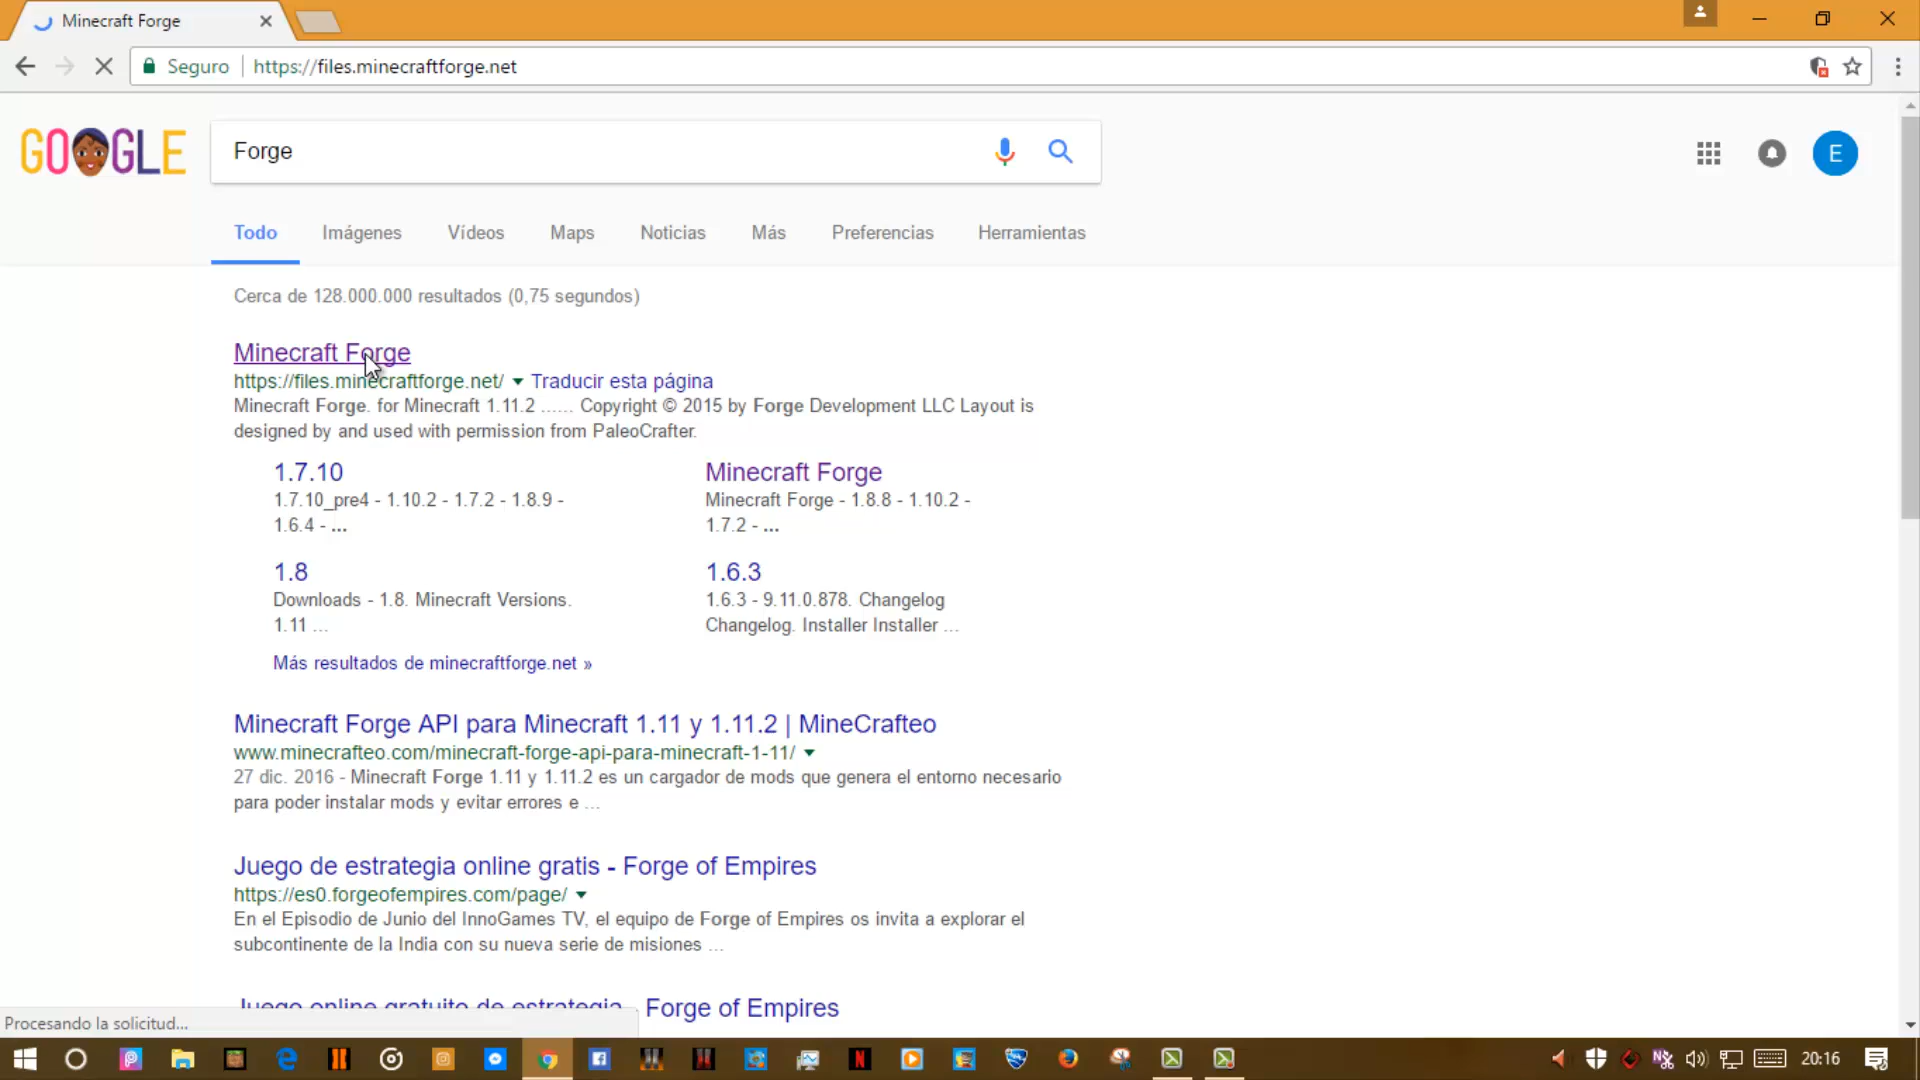 Minecraft Forge
Seguro https://files.minecraftforge.net
GOOGLE Forge E
Todo Imágenes Vídeos Maps Noticias Más Preferencias Herramientas
Cerca de 128.000.000 resultados (0,75 segundos)
Minecraft Forge
https://files.minecraftforge.net/ Traducir esta página
Minecraft Forge. for Minecraft 1.11.2 ...... Copyright © 2015 by Forge Development LLC Layout is
designed by and used with permission from PaleoCrafter.
1.7.10
1.7.10_pre4 - 1.10.2 - 1.7.2 - 1.8.9 -
1.6.4 - ...
Minecraft Forge
Minecraft Forge - 1.8.8 - 1.10.2 -
1.7.2 - ...
1.8
Downloads - 1.8. Minecraft Versions.
1.11 ...
1.6.3
1.6.3 - 9.11.0.878. Changelog
Changelog. Installer Installer ...
Más resultados de minecraftforge.net »
Minecraft Forge API para Minecraft 1.11 y 1.11.2 | MineCrafteo
www.minecrafteo.com/minecraft-forge-api-para-minecraft-1-11/
27 dic. 2016 - Minecraft Forge 1.11 y 1.11.2 es un cargador de mods que genera el entorno necesario
para poder instalar mods y evitar errores e ...
Juego de estrategia online gratis - Forge of Empires
https://es0.forgeofempires.com/page/
En el Episodio de Junio del InnoGames TV, el equipo de Forge of Empires os invita a explorar el
subcontinente de la India con su nueva serie de misiones ...
Juego online gratuito de estrategia - Forge of Empires
Procesando la solicitud...
20:16